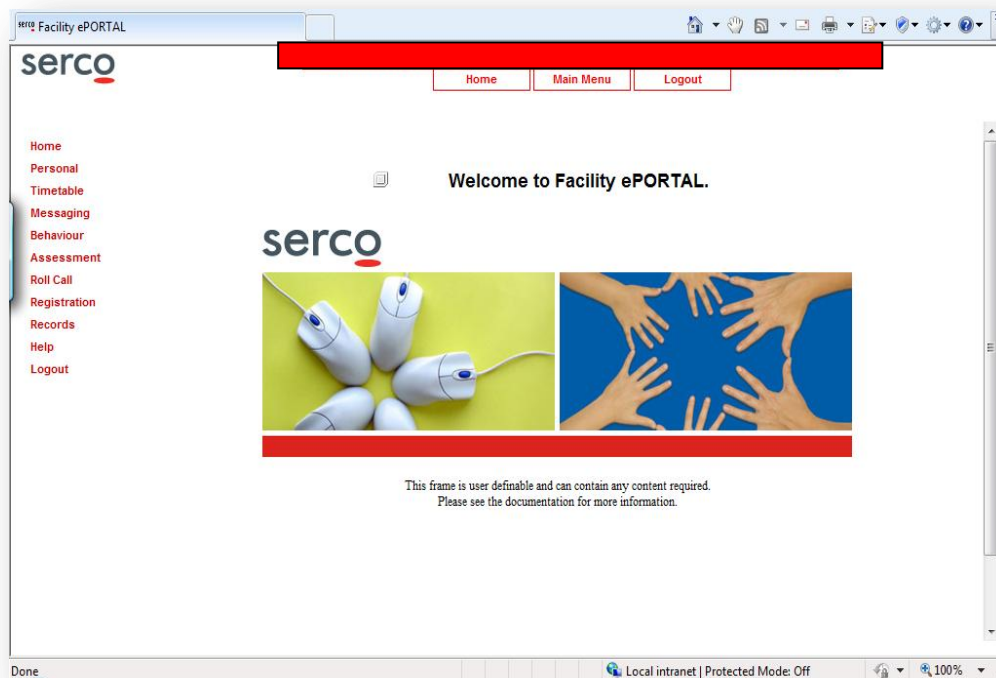 serco Facility ePORTAL
serco
Home Main Menu Logout
Home
Personal
Timetable
Messaging
Behaviour
Assessment
Roll Call
Registration
Records
Help
Logout
Welcome to Facility ePORTAL.
serco
This frame is user definable and can contain any content required.
Please see the documentation for more information.
Done Local intranet | Protected Mode: Off 100%